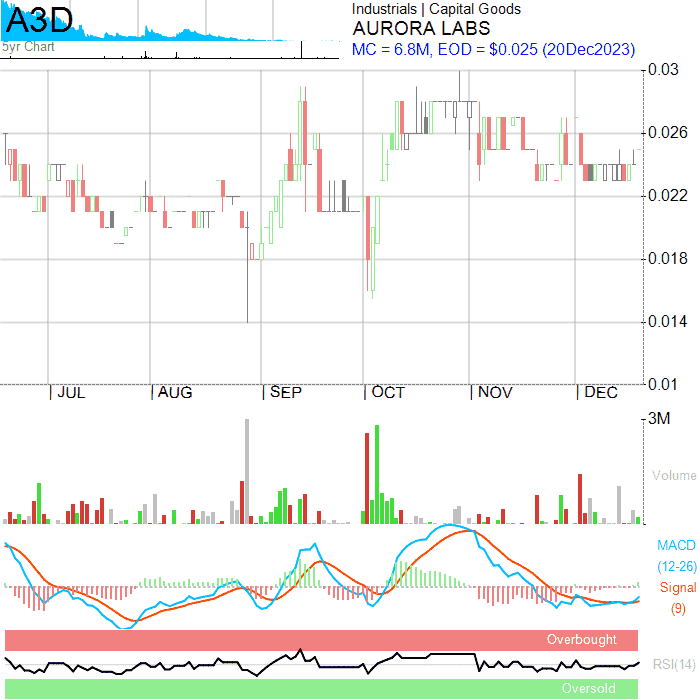 A3D
5yr Chart
Industrials | Capital Goods
AURORA LABS
MC = 6.8M, EOD = $0.025 (20Dec2023)
0.03
0.026
0.022
0.018
0.014
0.01
| JUL | AUG | SEP | OCT | NOV | DEC
3M
Volume
MACD
(12-26)
Signal
(9)
Overbought
RSI(14)
Oversold